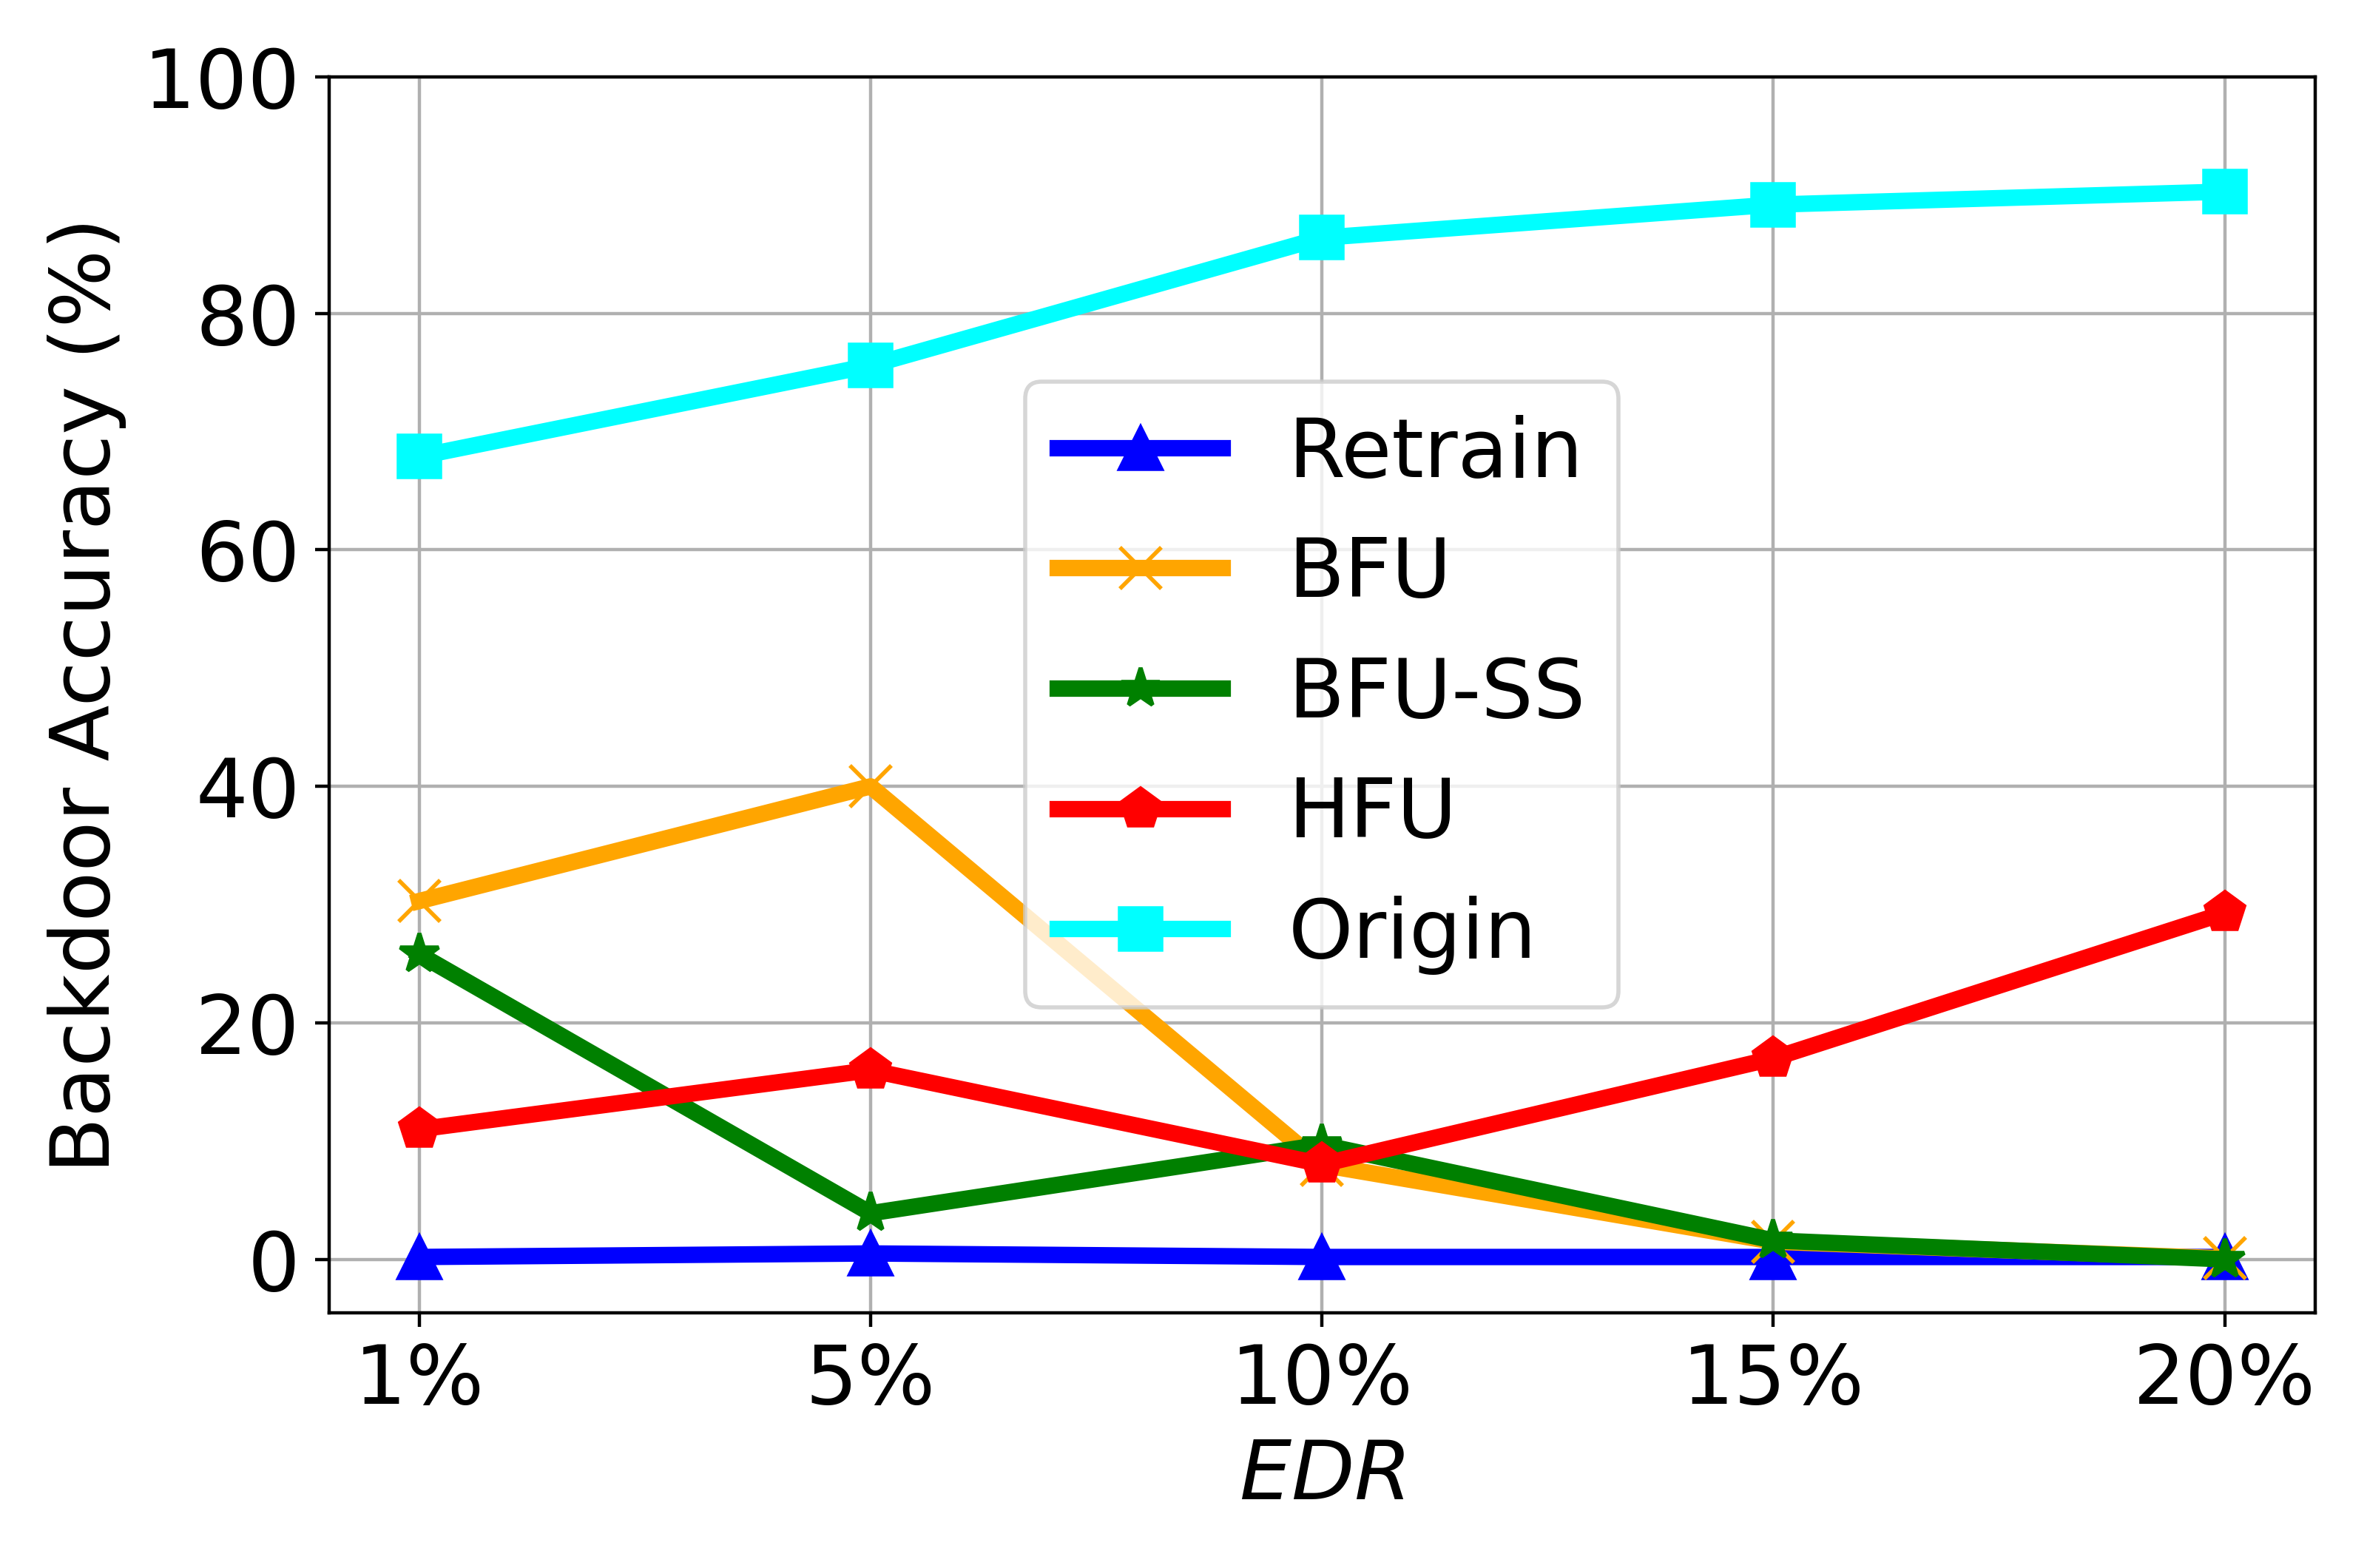 Backdoor Accuracy (%)
100
80
60
40
20
0
Retrain
BFU
BFU-SS
HFU
Origin
1% 5% 10% 15% 20%
EDR